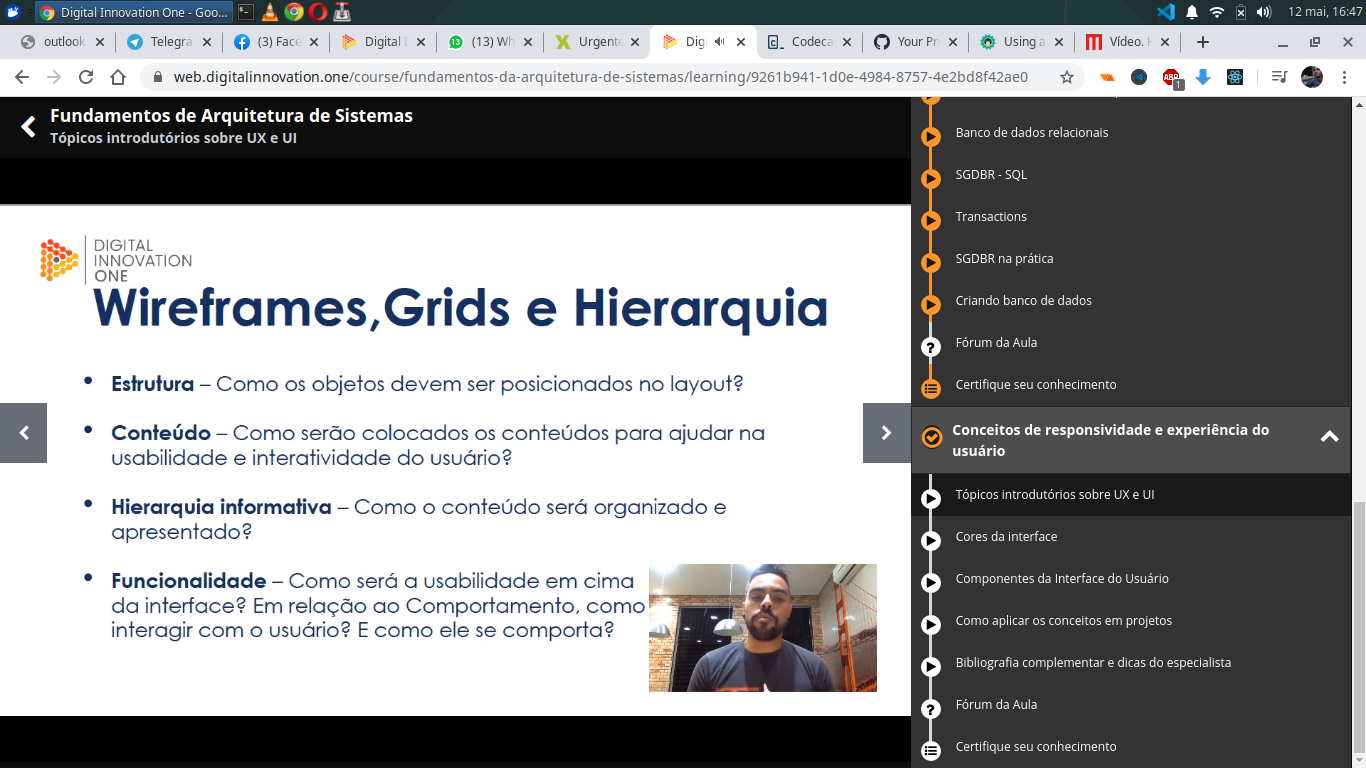 Digital Innovation One - Goo...
12 mai, 16:47
outlook
Telegra
(3) Face
Digital I
(13) Wh
Urgente
Dig
Codeca
Your Pr
Using a
Vídeo.
web.digitalinnovation.one/course/fundamentos-da-arquitetura-de-sistemas/learning/9261b941-1d0e-4984-8757-4e2bd8f42ae0
ABP
1
Fundamentos de Arquitetura de Sistemas
Tópicos introdutórios sobre UX e UI
DIGITAL
INNOVATION
ONE
Wireframes,Grids e Hierarquia
• Estrutura – Como os objetos devem ser posicionados no layout?
• Conteúdo – Como serão colocados os conteúdos para ajudar na
usabilidade e interatividade do usuário?
• Hierarquia informativa – Como o conteúdo será organizado e
apresentado?
• Funcionalidade – Como será a usabilidade em cima
da interface? Em relação ao Comportamento, como
interagir com o usuário? E como ele se comporta?
Banco de dados relacionais
SGDBR - SQL
Transactions
SGDBR na prática
Criando banco de dados
Fórum da Aula
Certifique seu conhecimento
Conceitos de responsividade e experiência do
usuário
Tópicos introdutórios sobre UX e UI
Cores da interface
Componentes da Interface do Usuário
Como aplicar os conceitos em projetos
Bibliografia complementar e dicas do especialista
Fórum da Aula
Certifique seu conhecimento